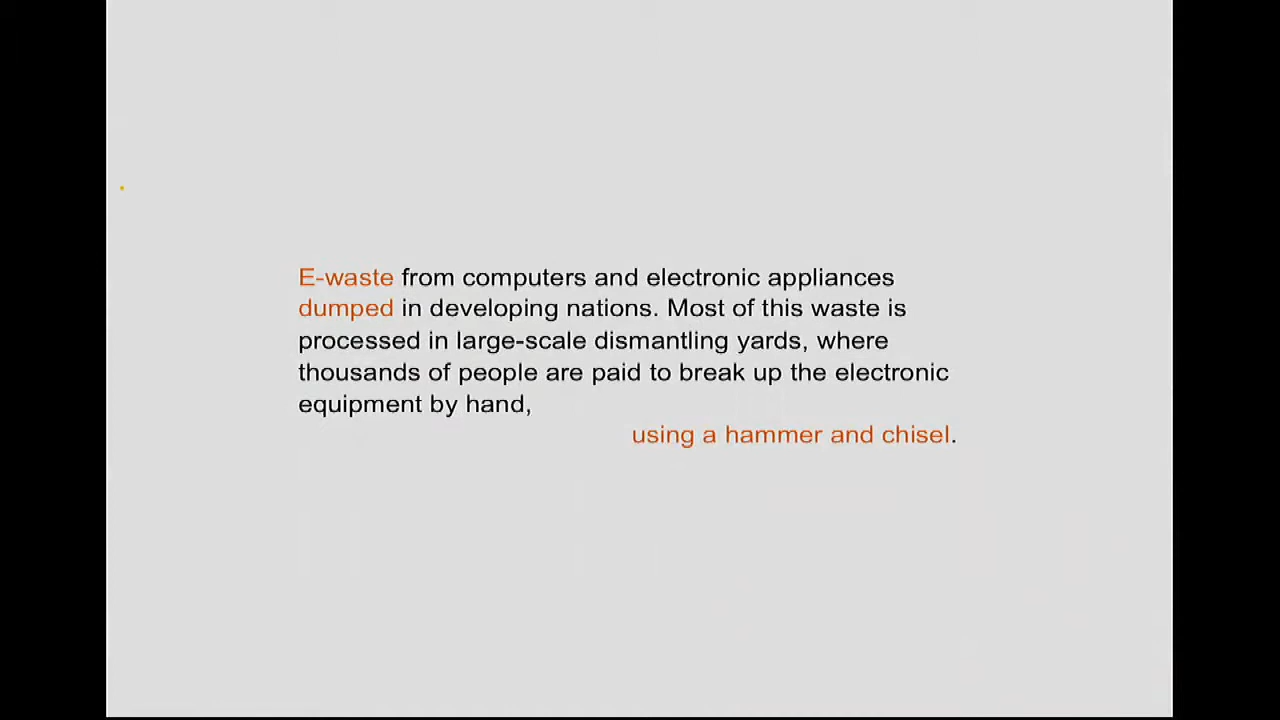 E-waste from computers and electronic appliances
dumped in developing nations. Most of this waste is
processed in large-scale dismantling yards, where
thousands of people are paid to break up the electronic
equipment by hand,
using a hammer and chisel.